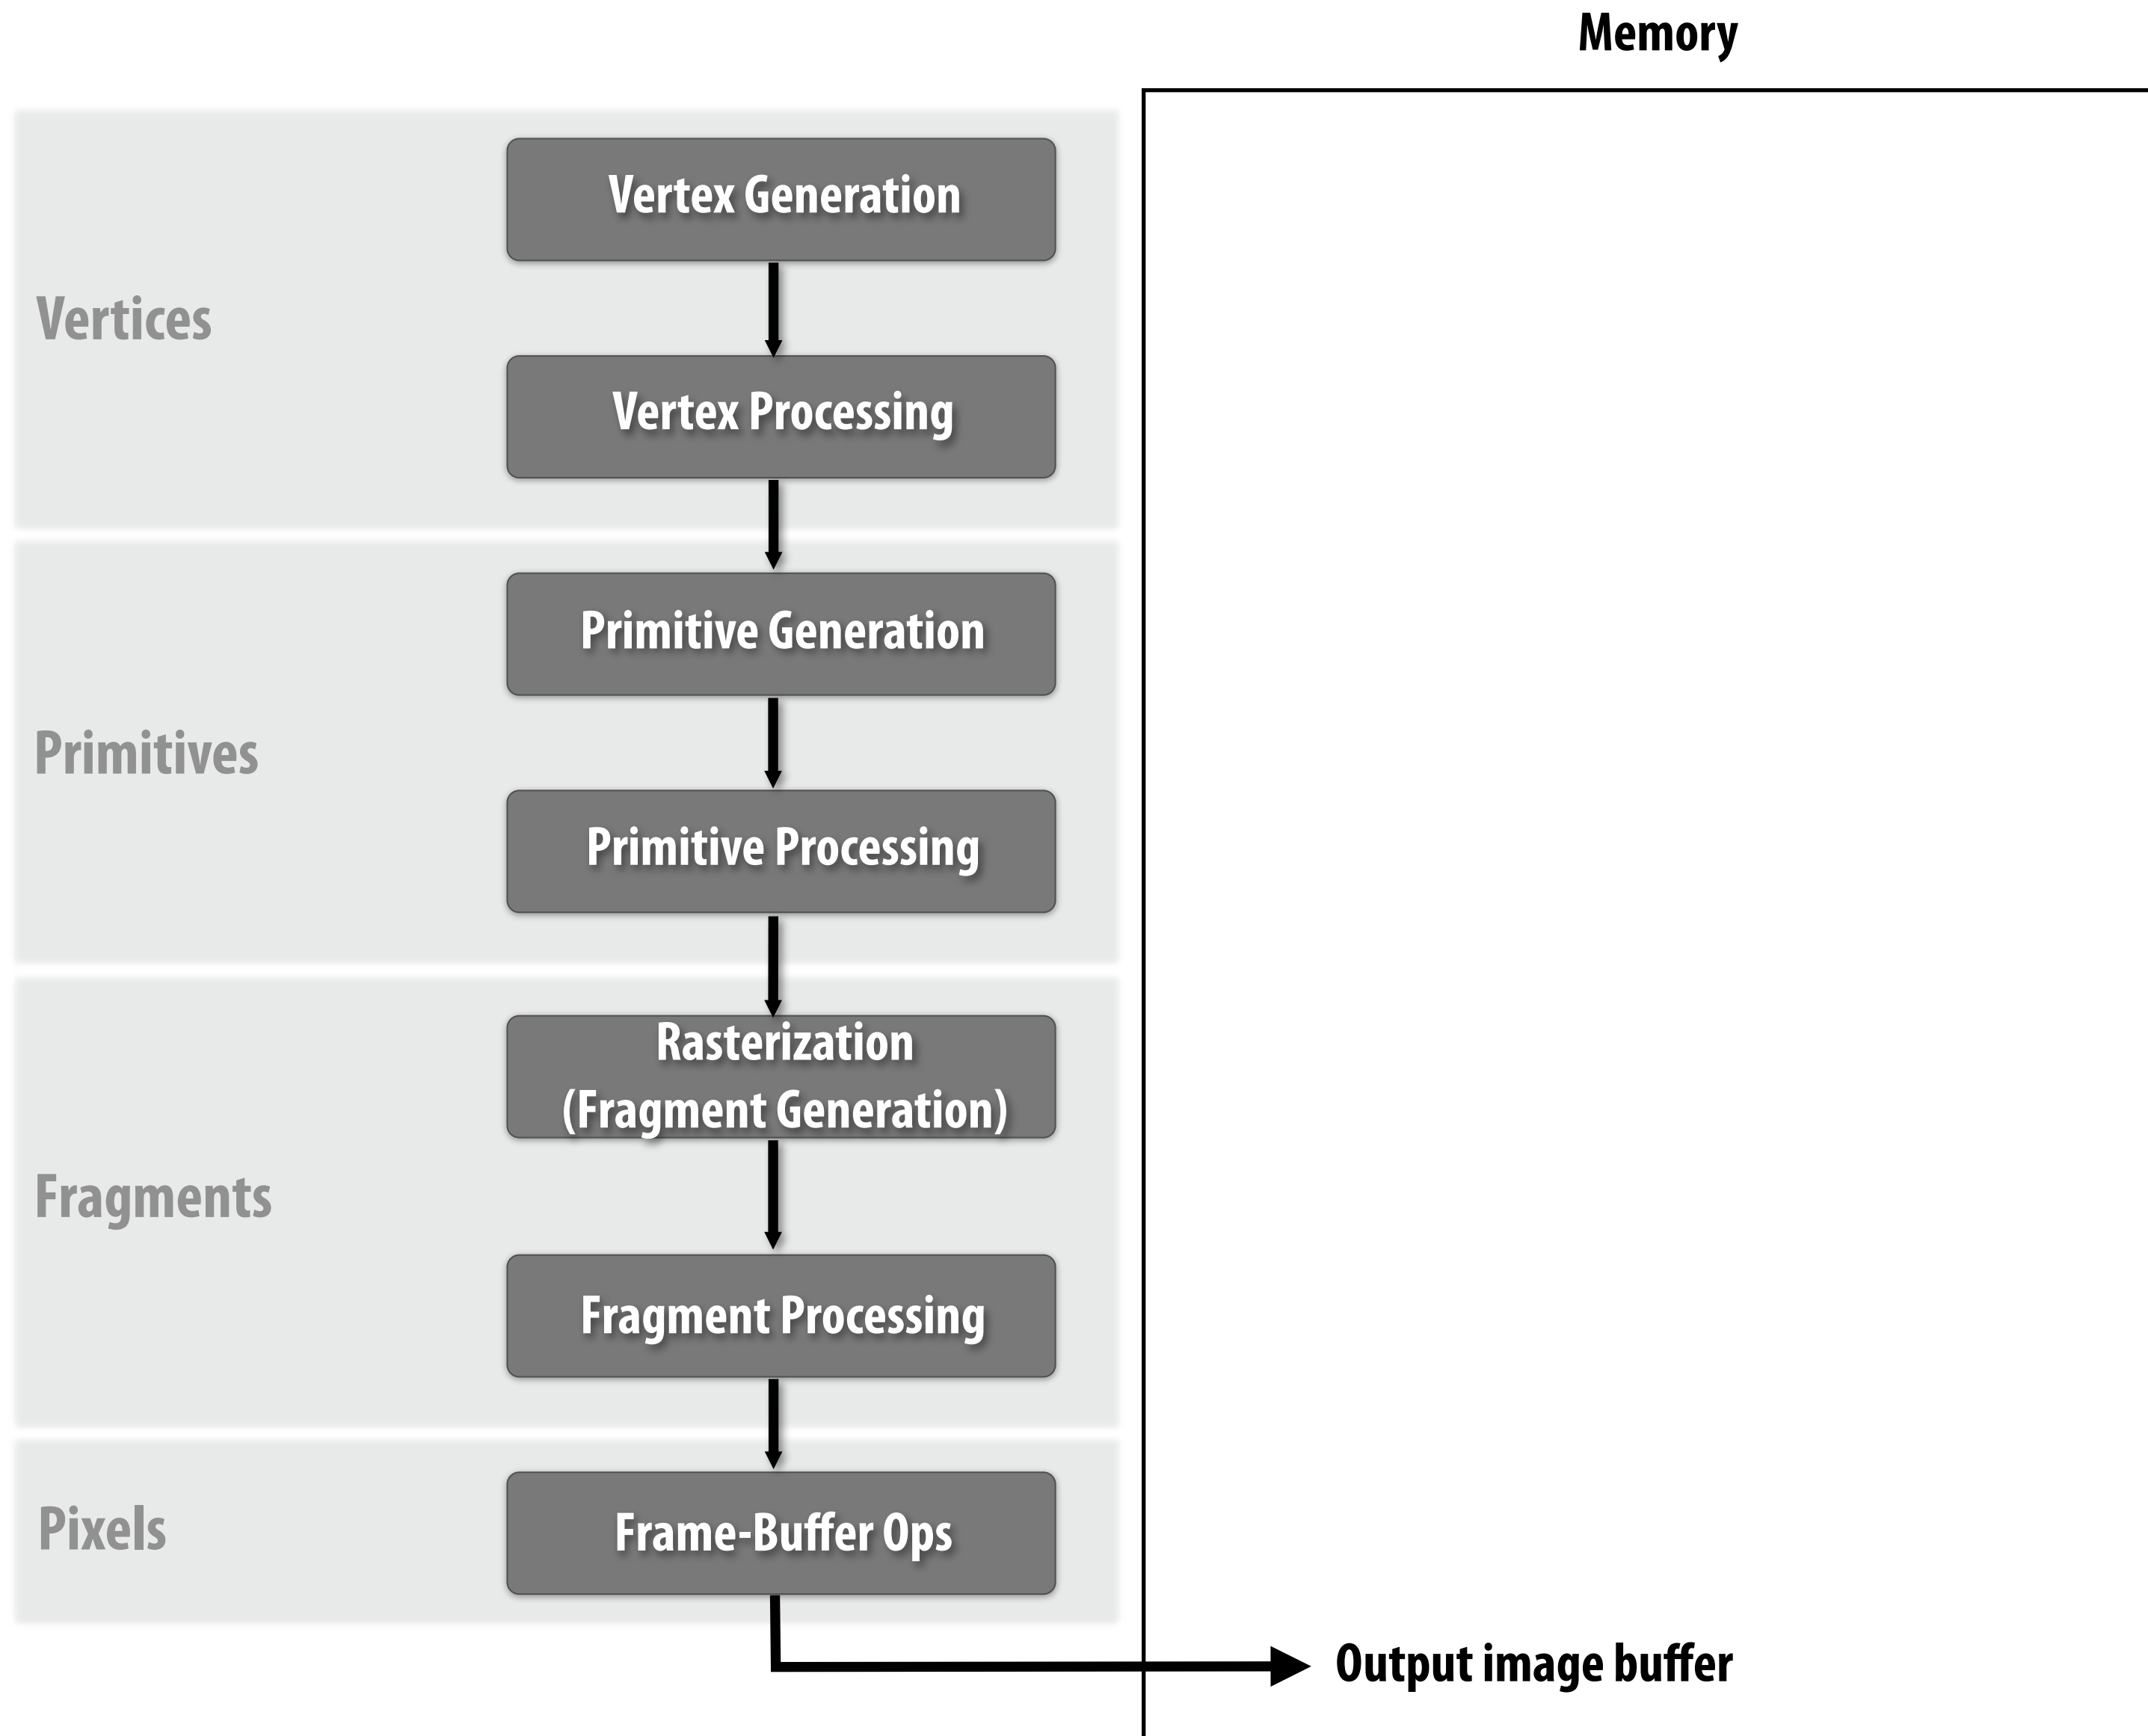 Memory
Vertices
Vertex Generation
Vertex Processing
Primitives
Primitive Generation
Primitive Processing
Fragments
Rasterization
(Fragment Generation)
Fragment Processing
Pixels
Frame-Buffer Ops
Output image buffer